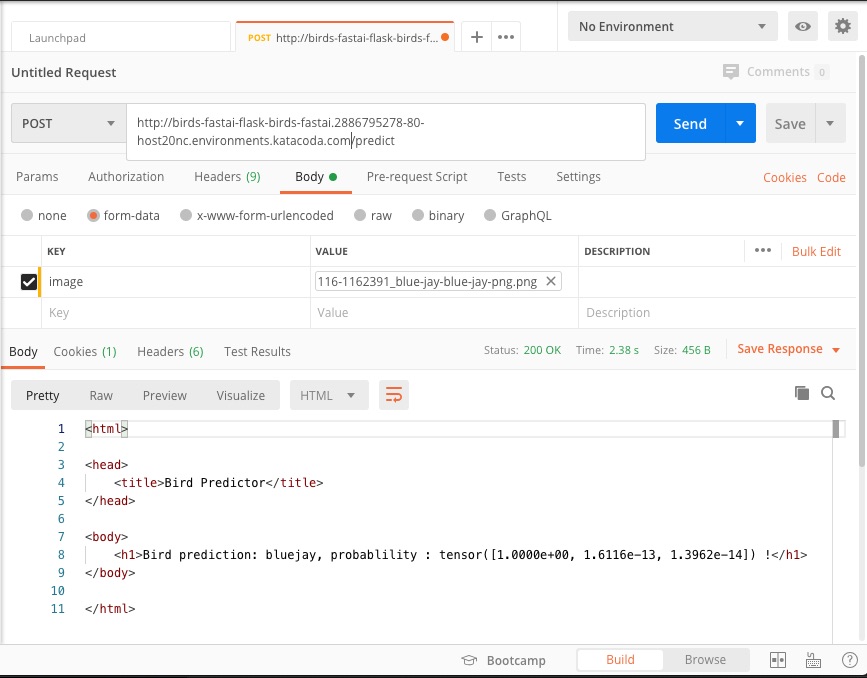 Launchpad
POST http://birds-fastai-flask-birds-f...
No Environment
Untitled Request
Comments 0
POST
http://birds-fastai-flask-birds-fastai.2886795278-80-
host20nc.environments.katacoda.com/predict
Send
Save
Params Authorization Headers (9) Body Pre-request Script Tests Settings Cookies Code
none form-data x-www-form-urlencoded raw binary GraphQL
KEY VALUE DESCRIPTION Bulk Edit
image 116-1162391_blue-jay-blue-jay-png.png
Key Value Description
Body Cookies (1) Headers (6) Test Results Status: 200 OK Time: 2.38 s Size: 456 B Save Response
Pretty Raw Preview Visualize HTML
1 <html>
2
3 <head>
4 <title>Bird Predictor</title>
5 </head>
6
7 <body>
8 <h1>Bird prediction: bluejay, probablility : tensor([1.0000e+00, 1.6116e-13, 1.3962e-14]) !</h1>
9 </body>
10
11 </html>
Bootcamp Build Browse